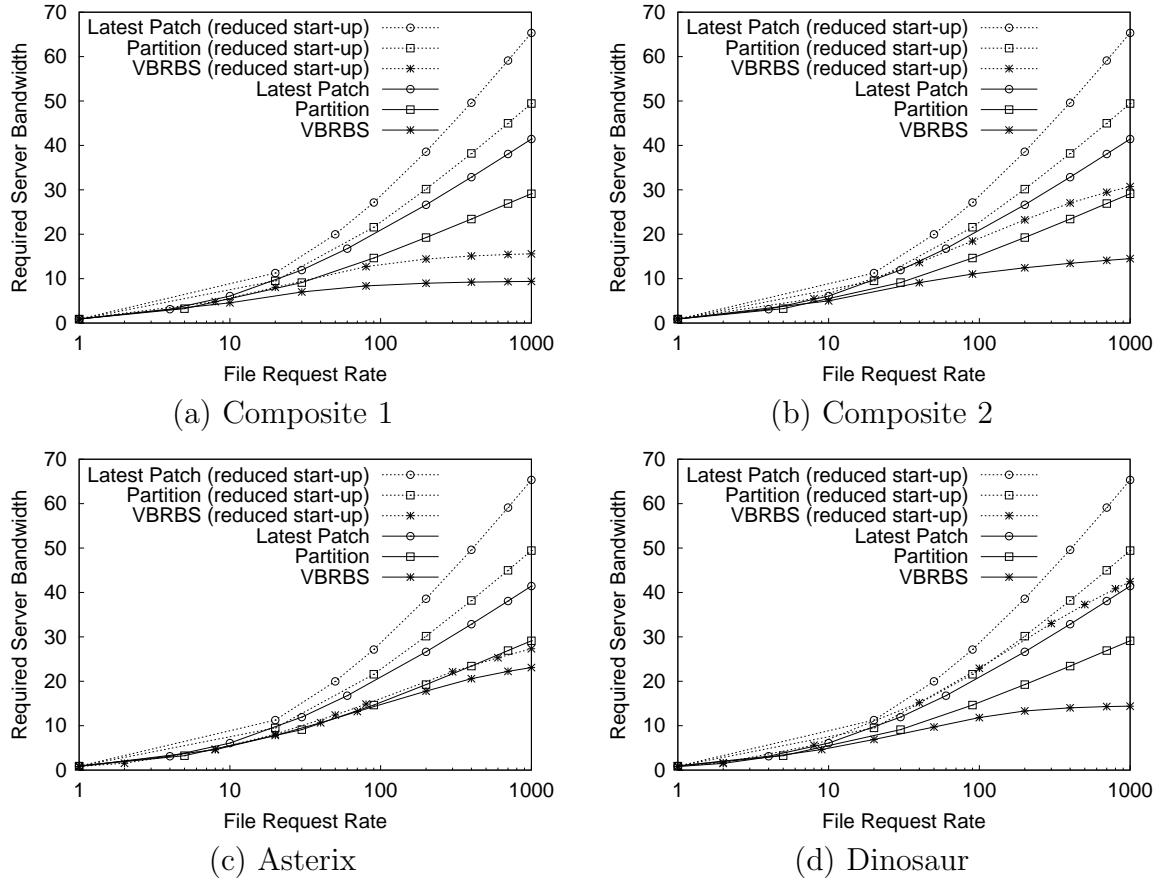 70
60
50
40
30
20
10
0
Required Server Bandwidth
Latest Patch (reduced start-up)
Partition (reduced start-up)
VBRBS (reduced start-up)
Latest Patch
Partition
VBRBS
1 10 100 1000
File Request Rate
(a) Composite 1
70
60
50
40
30
20
10
0
Required Server Bandwidth
Latest Patch (reduced start-up)
Partition (reduced start-up)
VBRBS (reduced start-up)
Latest Patch
Partition
VBRBS
1 10 100 1000
File Request Rate
(b) Composite 2
70
60
50
40
30
20
10
0
Required Server Bandwidth
Latest Patch (reduced start-up)
Partition (reduced start-up)
VBRBS (reduced start-up)
Latest Patch
Partition
VBRBS
1 10 100 1000
File Request Rate
(c) Asterix
70
60
50
40
30
20
10
0
Required Server Bandwidth
Latest Patch (reduced start-up)
Partition (reduced start-up)
VBRBS (reduced start-up)
Latest Patch
Partition
VBRBS
1 10 100 1000
File Request Rate
(d) Dinosaur